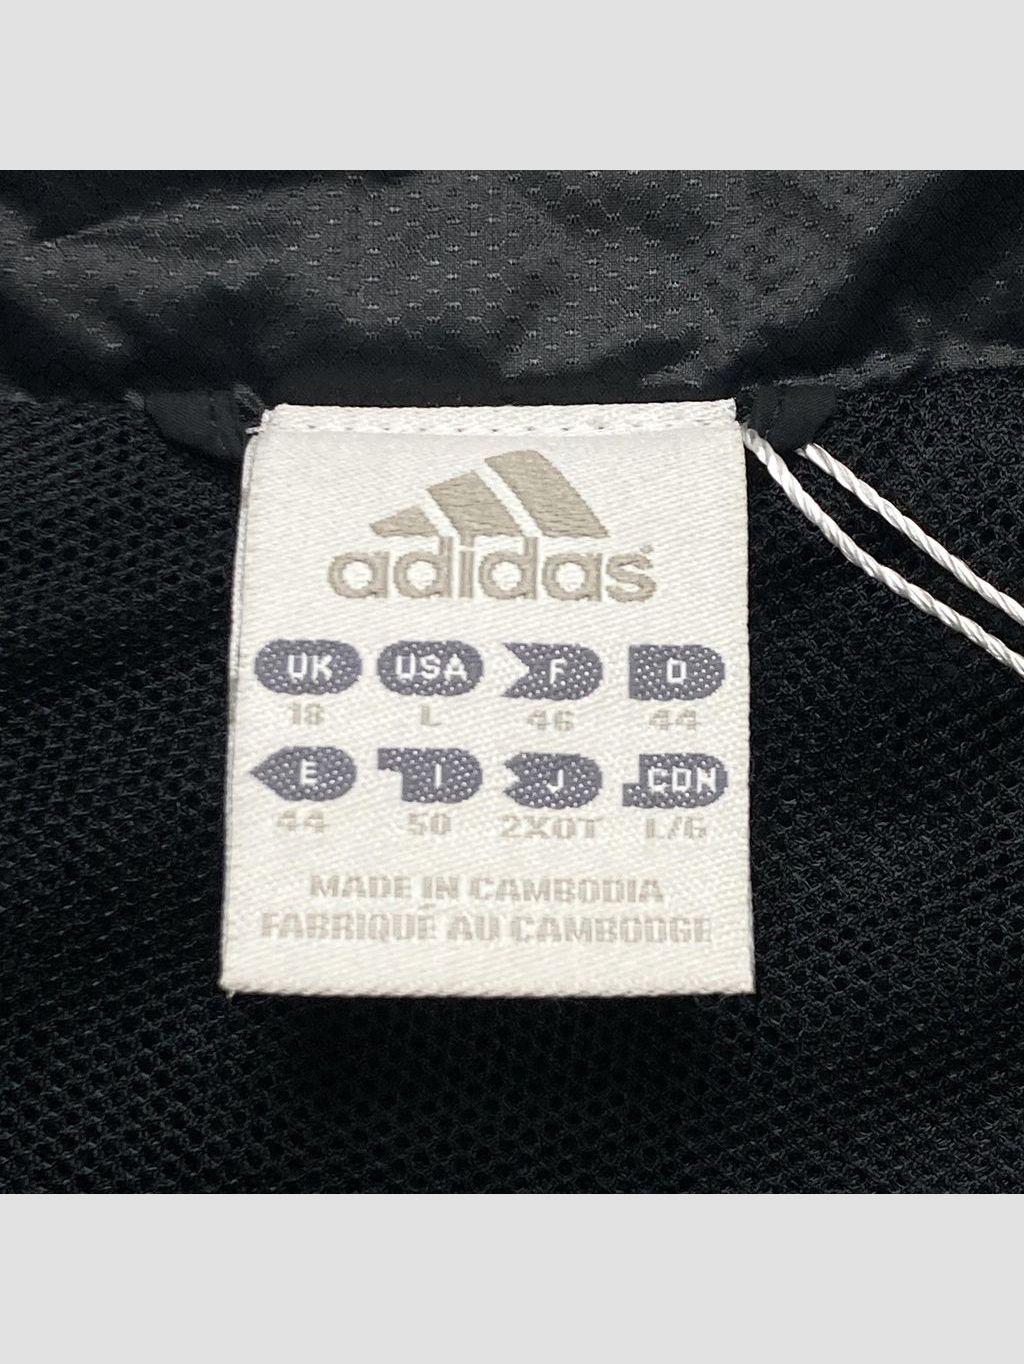 adidas
UK USA F D
18 L 46 44
E I J CDN
44 50 2XOT L/G
MADE IN CAMBODIA
FABRIQUÉ AU CAMBODGE